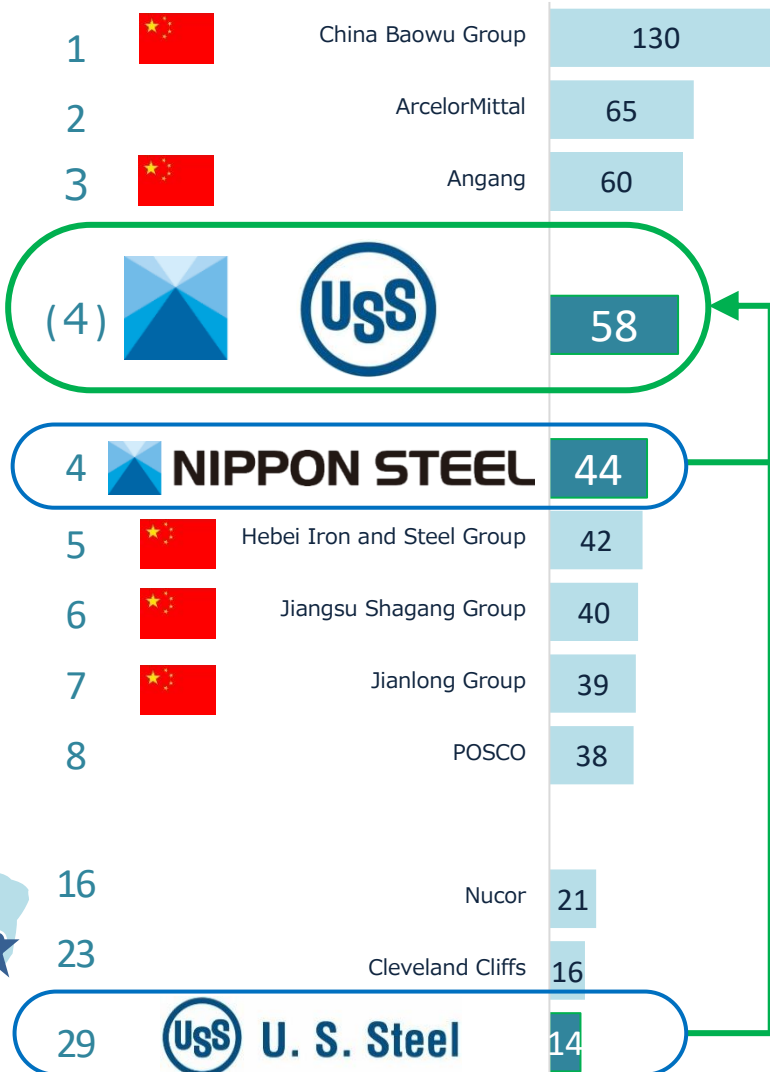 1 China Baowu Group 130
2 ArcelorMittal 65
3 Angang 60
(4) USS 58
4 NIPPON STEEL 44
5 Hebei Iron and Steel Group 42
6 Jiangsu Shagang Group 40
7 Jianlong Group 39
8 POSCO 38
16 Nucor 21
23 Cleveland Cliffs 16
29 USS U. S. Steel 14